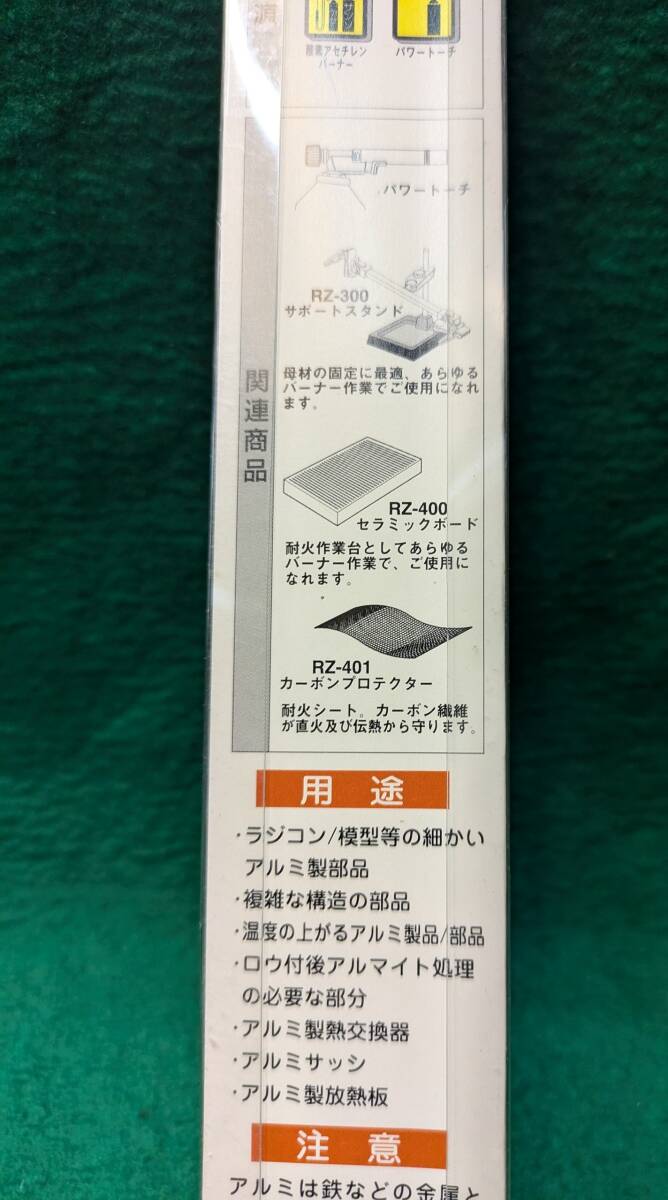 酸素アセチレン
バーナー
パワートーチ
関連商品
パワートーチ
RZ-300
サポートスタンド
母材の固定に最適、あらゆる
バーナー作業でご使用になれ
ます。
RZ-400
セラミックボード
耐火作業台としてあらゆる
バーナー作業で、ご使用に
なれます。
RZ-401
カーボンプロテクター
耐火シート。カーボン繊維
が直火及び伝熱から守ります。
用途
・ラジコン/模型等の細かい
アルミ製部品
・複雑な構造の部品
・温度の上がるアルミ製品/部品
・ロウ付後アルマイト処理
の必要な部分
・アルミ製熱交換器
・アルミサッシ
・アルミ製放熱板
注意
アルミは鉄などの金属と